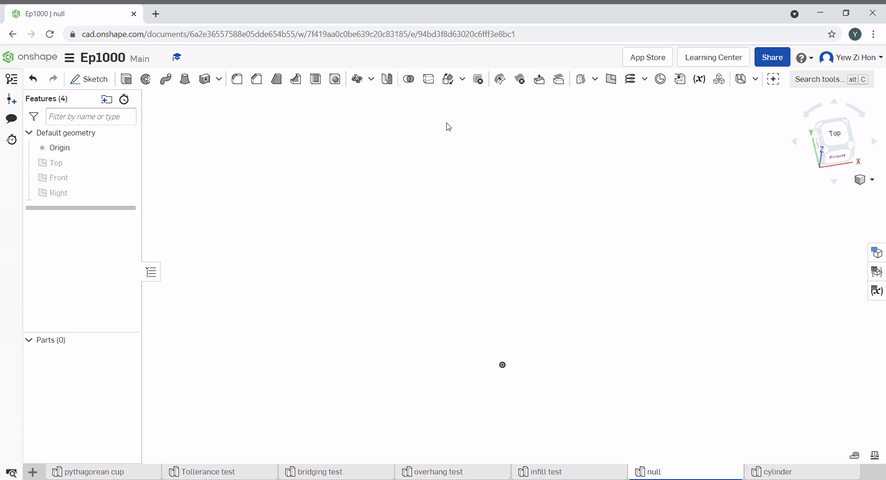 Ep1000 | null
cad.onshape.com/documents/6a2e36557588e05dde654b55/w/7f419aa0c0be639c20c83185/e/94bd3f8d63020c6fff3e8bc1
Y
onshape Ep1000 Main App Store Learning Center Share Yew Zi Hon
Sketch (x) Search tools... alt C
Features (4)
Filter by name or type
Default geometry
Origin
Top
Front
Right
Y Top
Z Front X
(x)
Parts (0)
pythagorean cup Tollerance test bridging test overhang test infill test null cylinder